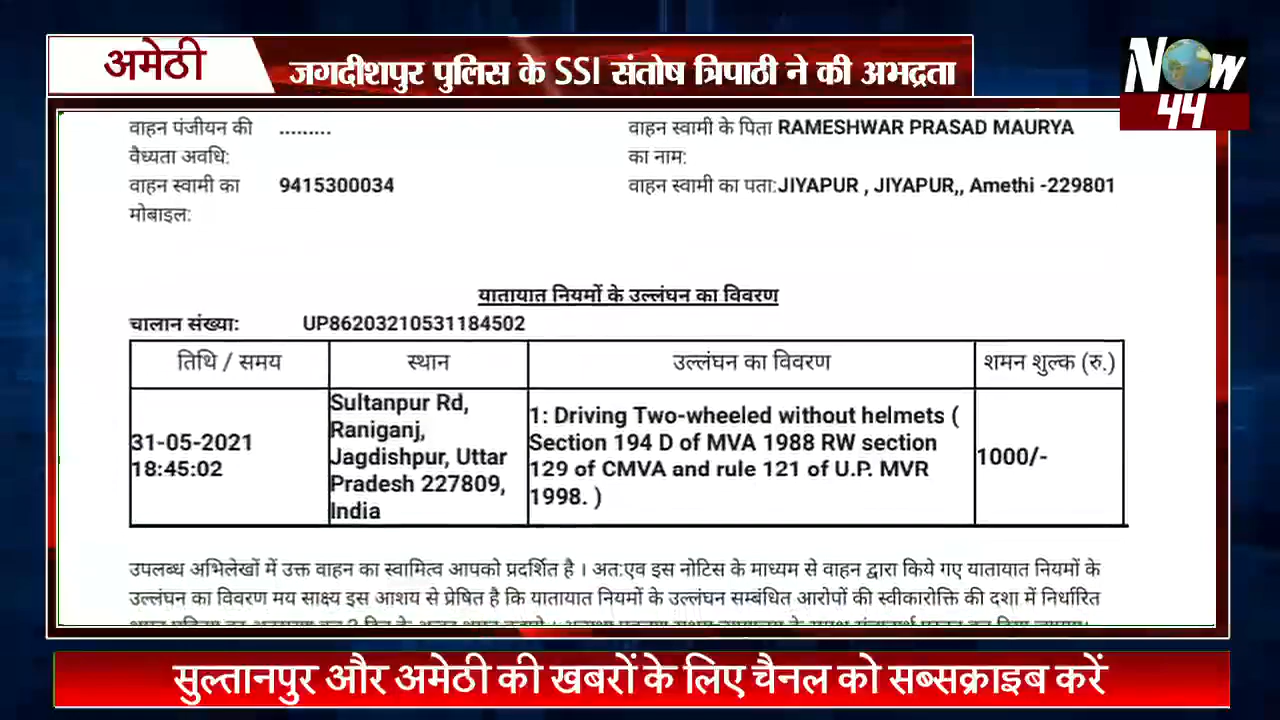 अमेठी
जगदीशपुर पुलिस के SSI संतोष त्रिपाठी ने की अभद्रता
Now
44
वाहन पंजीयन की ......... वाहन स्वामी के पिता RAMESHWAR PRASAD MAURYA
वैध्यता अवधि: का नाम:
वाहन स्वामी का 9415300034 वाहन स्वामी का पता:JIYAPUR , JIYAPUR,, Amethi -229801
मोबाइल:
यातायात नियमों के उल्लंघन का विवरण
चालान संख्या: UP86203210531184502
तिथि / समय स्थान उल्लंघन का विवरण शमन शुल्क (रु.)
31-05-2021
18:45:02
Sultanpur Rd,
Raniganj,
Jagdishpur, Uttar
Pradesh 227809,
India
1: Driving Two-wheeled without helmets (
Section 194 D of MVA 1988 RW section
129 of CMVA and rule 121 of U.P. MVR
1998. )
1000/-
उपलब्ध अभिलेखों में उक्त वाहन का स्वामित्व आपको प्रदर्शित है । अत:एव इस नोटिस के माध्यम से वाहन द्वारा किये गए यातायात नियमों के
उल्लंघन का विवरण मय साक्ष्य इस आशय से प्रेषित है कि यातायात नियमों के उल्लंघन सम्बंधित आरोपों की स्वीकारोक्ति की दशा में निर्धारित
सुल्तानपुर और अमेठी की खबरों के लिए चैनल को सब्सक्राइब करें